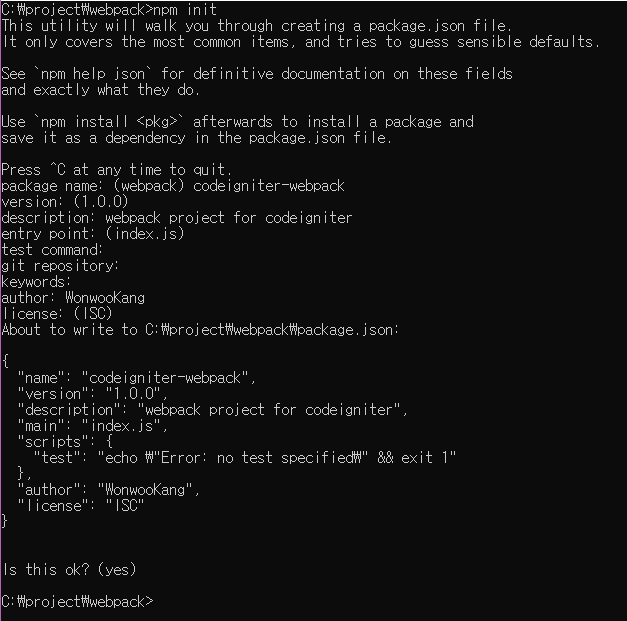 C:₩project₩webpack>npm init
This utility will walk you through creating a package.json file.
It only covers the most common items, and tries to guess sensible defaults.
See `npm help json` for definitive documentation on these fields
and exactly what they do.
Use `npm install <pkg>` afterwards to install a package and
save it as a dependency in the package.json file.
Press ^C at any time to quit.
package name: (webpack) codeigniter-webpack
version: (1.0.0)
description: webpack project for codeigniter
entry point: (index.js)
test command:
git repository:
keywords:
author: WonwooKang
license: (ISC)
About to write to C:₩project₩webpack₩package.json:
{
  "name": "codeigniter-webpack",
  "version": "1.0.0",
  "description": "webpack project for codeigniter",
  "main": "index.js",
  "scripts": {
    "test": "echo ₩"Error: no test specified₩" && exit 1"
  },
  "author": "WonwooKang",
  "license": "ISC"
}
Is this ok? (yes)
C:₩project₩webpack>